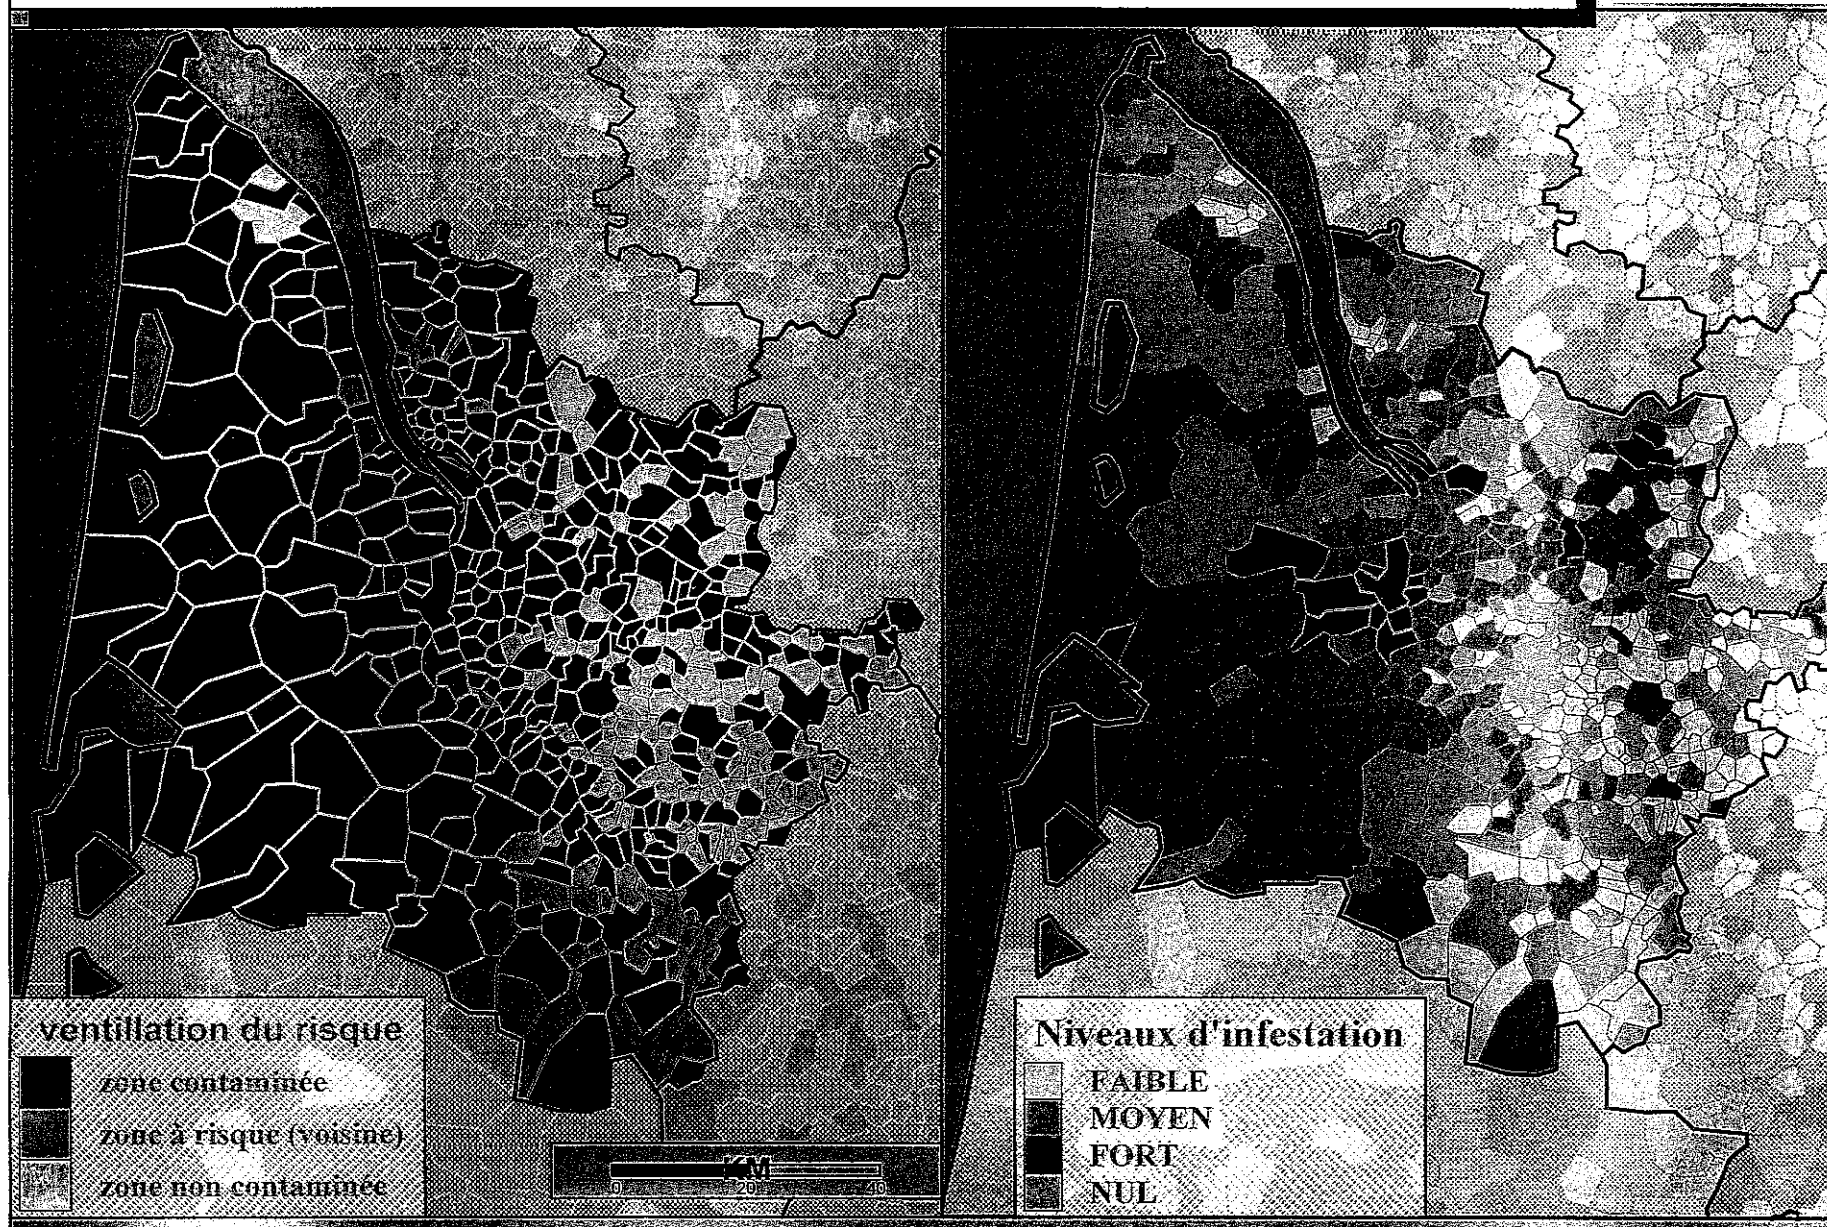 ventillation du risque
zone contaminée
zone à risque (voisine)
zone non contaminée
KM
0 20 40
Niveaux d'infestation
FAIBLE
MOYEN
FORT
NUL